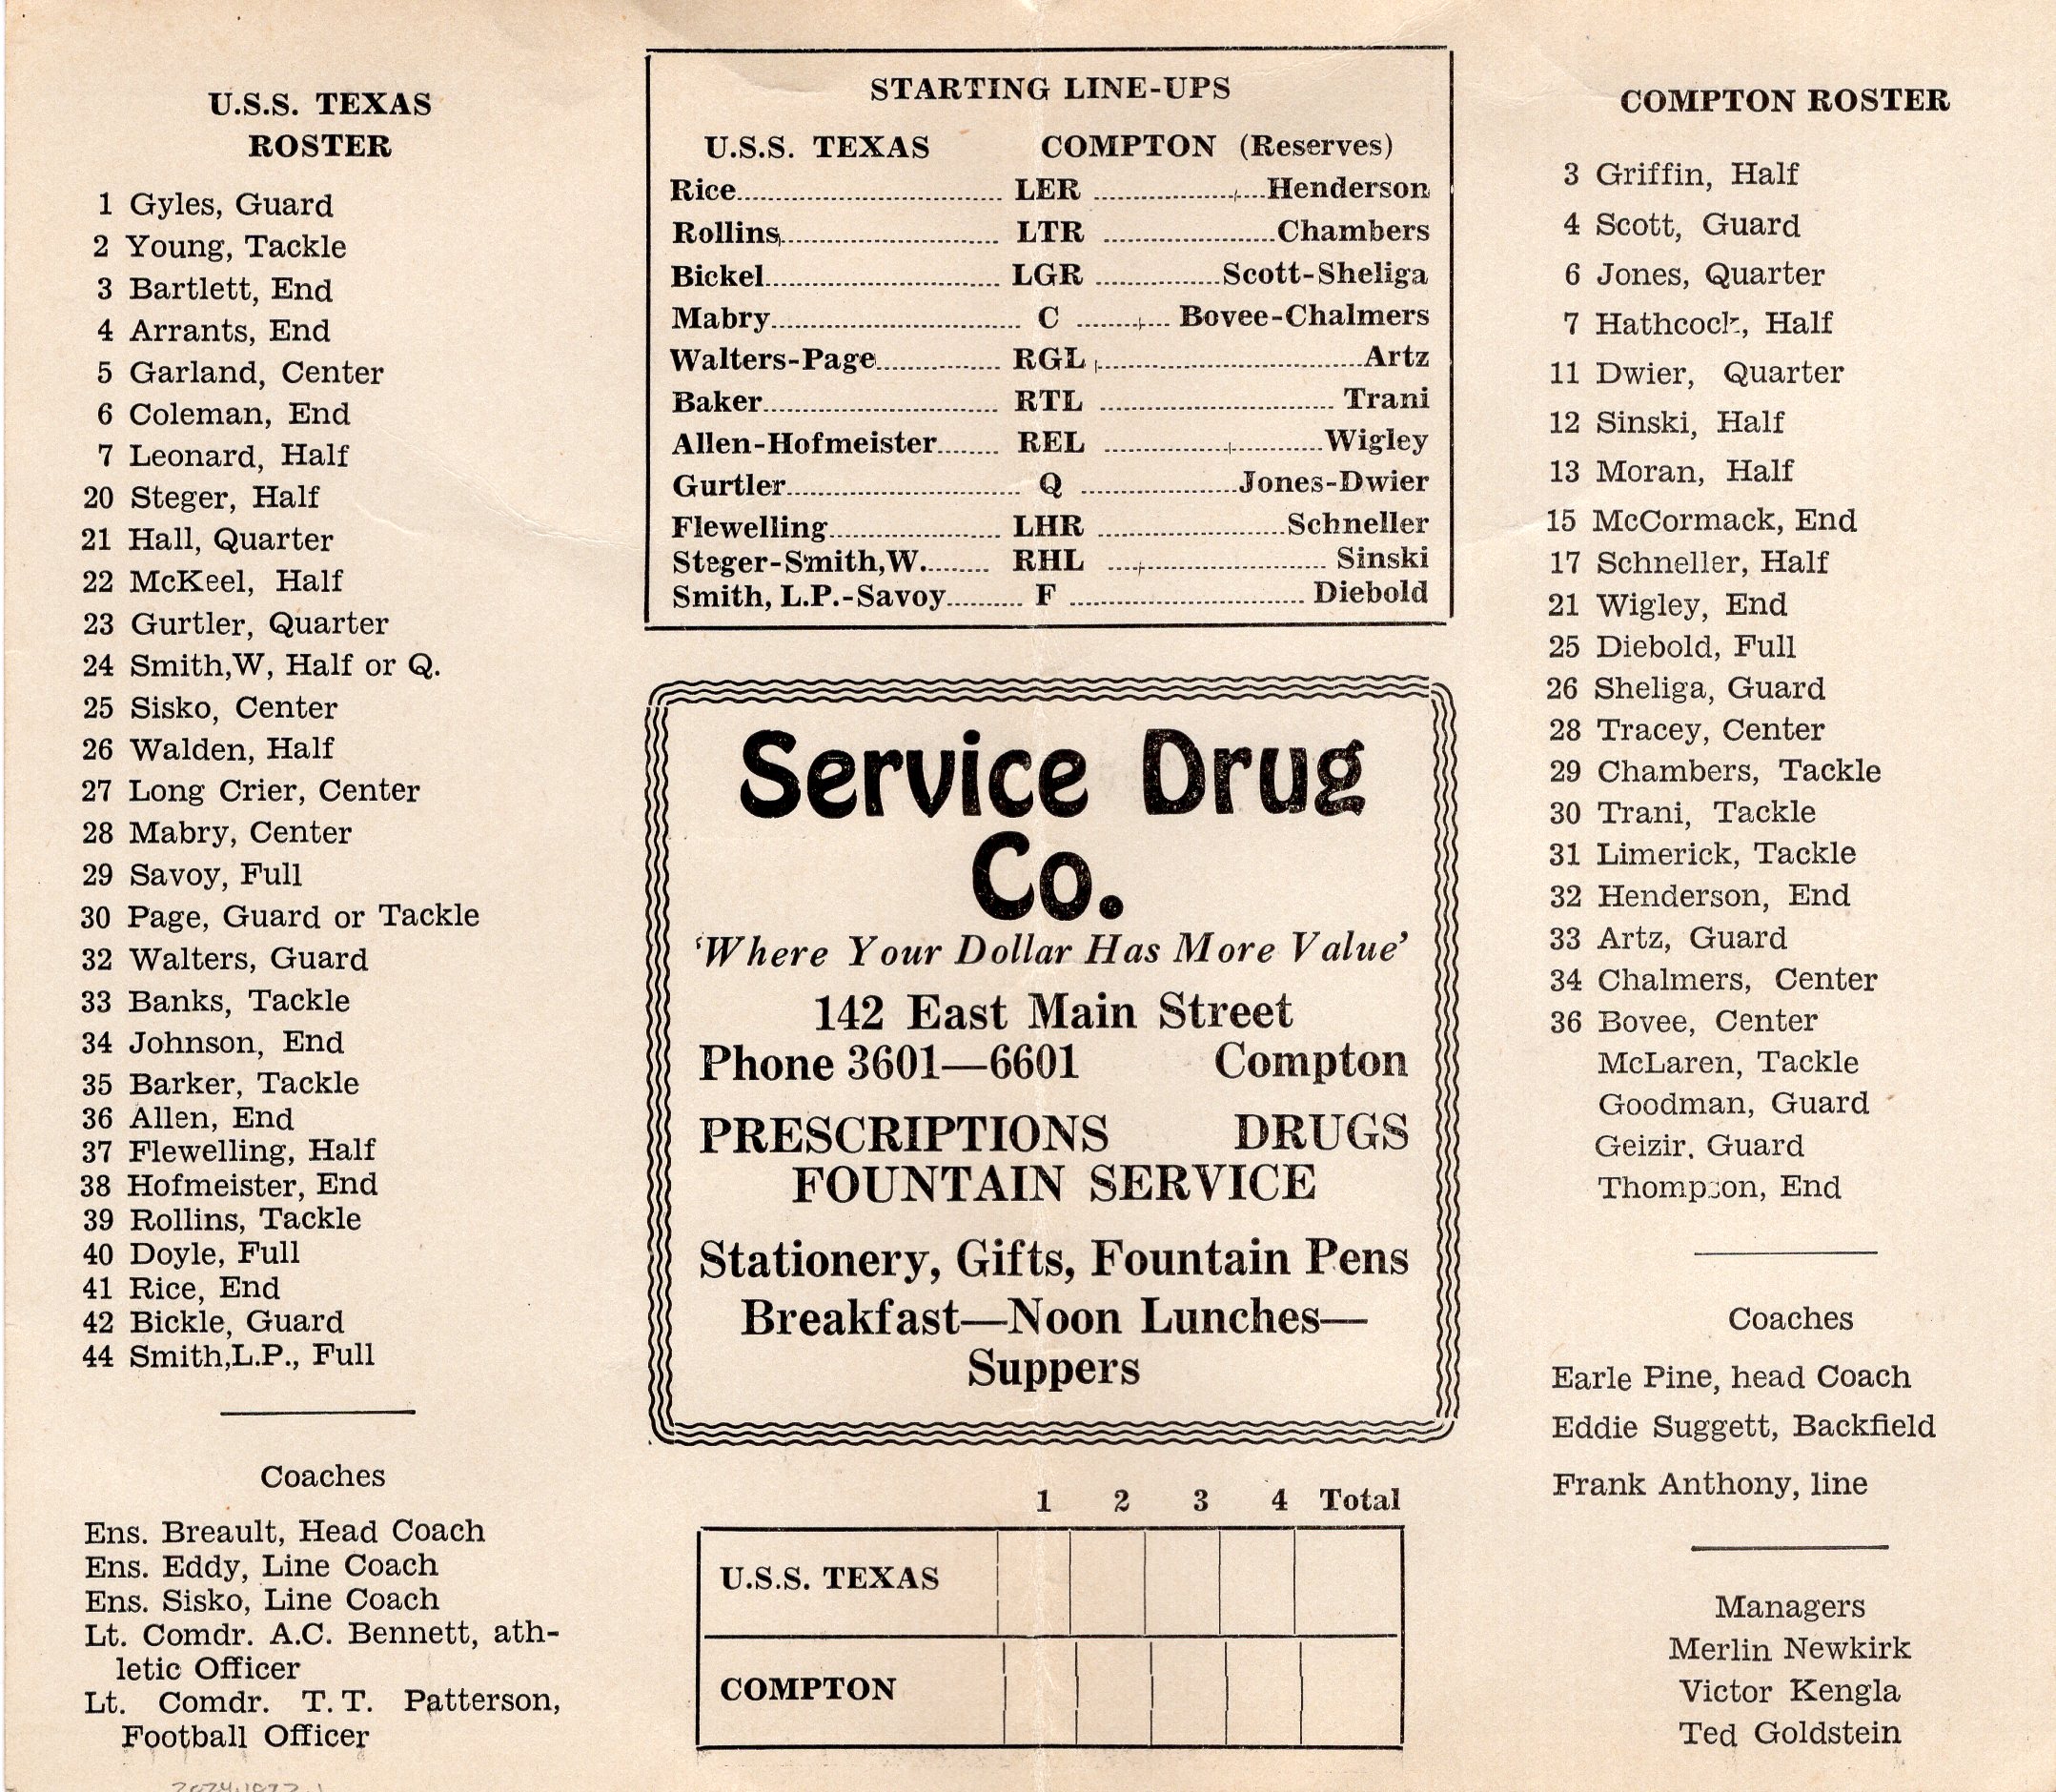 U.S.S. TEXAS
ROSTER
1 Gyles, Guard
2 Young, Tackle
3 Bartlett, End
4 Arrants, End
5 Garland, Center
6 Coleman, End
7 Leonard, Half
20 Steger, Half
21 Hall, Quarter
22 McKeel, Half
23 Gurtler, Quarter
24 Smith,W, Half or Q.
25 Sisko, Center
26 Walden, Half
27 Long Crier, Center
28 Mabry, Center
29 Savoy, Full
30 Page, Guard or Tackle
32 Walters, Guard
33 Banks, Tackle
34 Johnson, End
35 Barker, Tackle
36 Allen, End
37 Flewelling, Half
38 Hofmeister, End
39 Rollins, Tackle
40 Doyle, Full
41 Rice, End
42 Bickle, Guard
44 Smith,L.P., Full
Coaches
Ens. Breault, Head Coach
Ens. Eddy, Line Coach
Ens. Sisko, Line Coach
Lt. Comdr. A.C. Bennett, ath-
letic Officer
Lt. Comdr. T. T. Patterson,
Football Officer
STARTING LINE-UPS
U.S.S. TEXAS COMPTON (Reserves)
Rice LER Henderson
Rollins LTR Chambers
Bickel LGR Scott-Sheliga
Mabry C Bovee-Chalmers
Walters-Page RGL Artz
Baker RTL Trani
Allen-Hofmeister REL Wigley
Gurtler Q Jones-Dwier
Flewelling LHR Schneller
Steger-Smith,W. RHL Sinski
Smith, L.P.-Savoy F Diebold
Service Drug
Co.
'Where Your Dollar Has More Value'
142 East Main Street
Phone 3601—6601 Compton
PRESCRIPTIONS DRUGS
FOUNTAIN SERVICE
Stationery, Gifts, Fountain Pens
Breakfast—Noon Lunches—
Suppers
1 2 3 4 Total
U.S.S. TEXAS
COMPTON
COMPTON ROSTER
3 Griffin, Half
4 Scott, Guard
6 Jones, Quarter
7 Hathcock, Half
11 Dwier, Quarter
12 Sinski, Half
13 Moran, Half
15 McCormack, End
17 Schneller, Half
21 Wigley, End
25 Diebold, Full
26 Sheliga, Guard
28 Tracey, Center
29 Chambers, Tackle
30 Trani, Tackle
31 Limerick, Tackle
32 Henderson, End
33 Artz, Guard
34 Chalmers, Center
36 Bovee, Center
McLaren, Tackle
Goodman, Guard
Geizir. Guard
Thompson, End
Coaches
Earle Pine, head Coach
Eddie Suggett, Backfield
Frank Anthony, line
Managers
Merlin Newkirk
Victor Kengla
Ted Goldstein